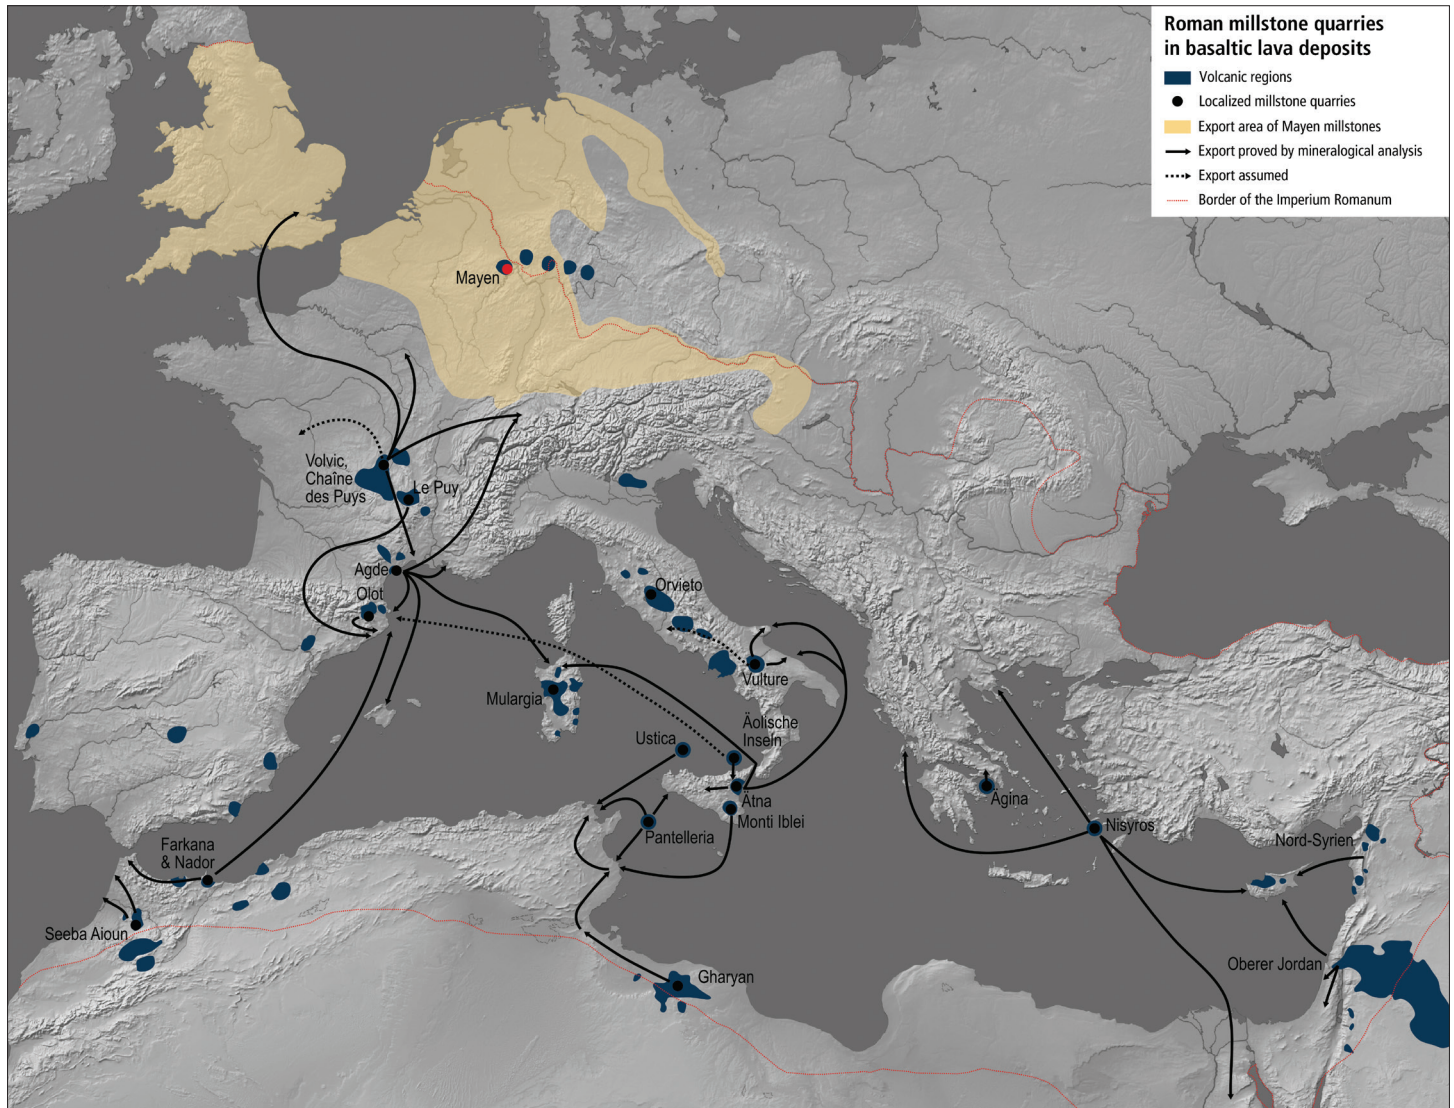 Roman millstone quarries
in basaltic lava deposits
Volcanic regions
Localized millstone quarries
Export area of Mayen millstones
Export proved by mineralogical analysis
Export assumed
Border of the Imperium Romanum
Mayen
Volvic,
Chaîne
des Puys
Le Puy
Agde
Olot
Orvieto
Vulture
Mulargia
Äolische
Inseln
Ustica
Ätna
Monti Iblei
Pantelleria
Ägina
Nisyros
Nord-Syrien
Farkana
& Nador
Seeba Aioun
Gharyan
Oberer Jordan